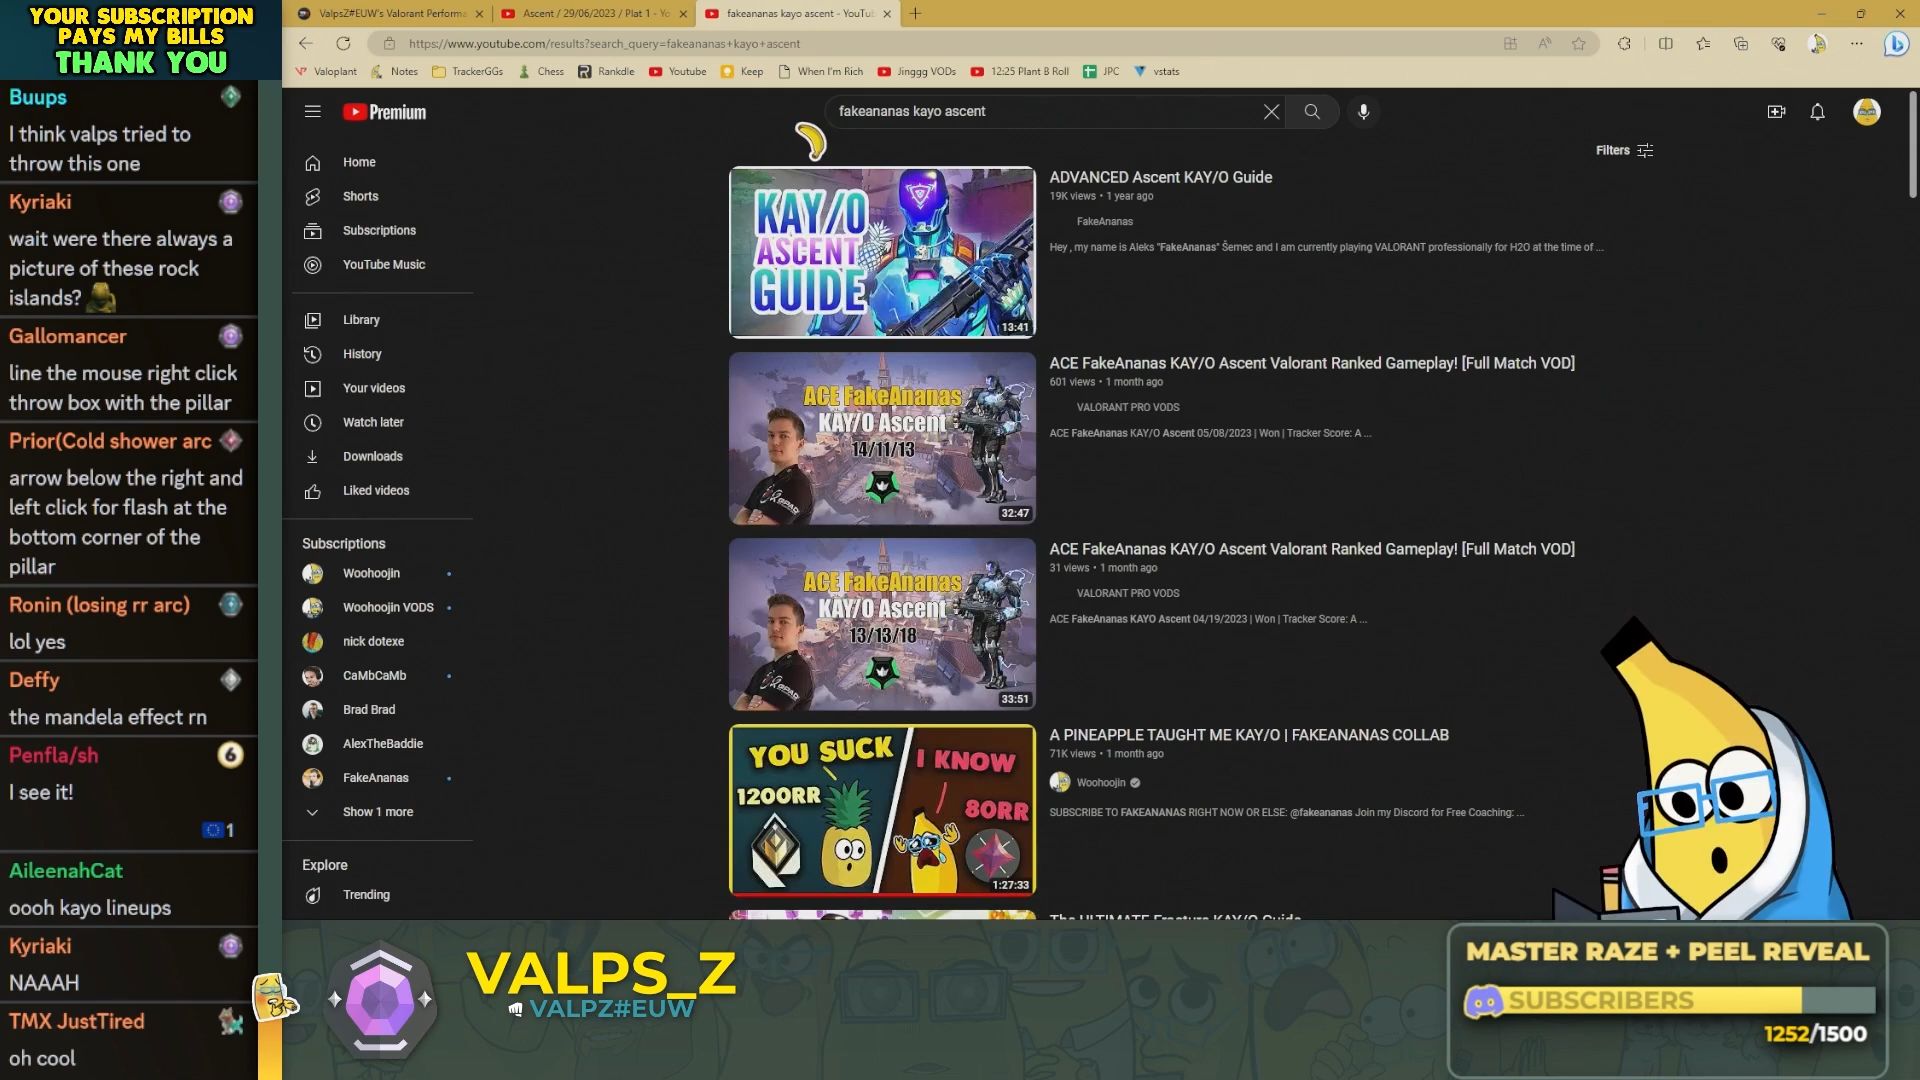 YOUR SUBSCRIPTION
PAYS MY BILLS
THANK YOU
Buups
I think valps tried to
throw this one
Kyriaki
wait were there always a
picture of these rock
islands?
Gallomancer
line the mouse right click
throw box with the pillar
Prior(Cold shower arc
arrow below the right and
left click for flash at the
bottom corner of the
pillar
Ronin (losing rr arc)
lol yes
Deffy
the mandela effect rn
Penfla/sh
6
I see it!
1
AileenahCat
oooh kayo lineups
Kyriaki
NAAAH
TMX JustTired
oh cool
ValpsZ#EUW's Valorant Performa
Ascent / 29/06/2023 / Plat 1 - Yo
fakeananas kayo ascent - YouTub
https://www.youtube.com/results?search_query=fakeananas+kayo+ascent
Valoplant
Notes
TrackerGGs
Chess
Rankdle
Youtube
Keep
When I'm Rich
Jinggg VODs
12:25 Plant B Roll
JPC
vstats
Premium
fakeananas kayo ascent
Filters
Home
Shorts
Subscriptions
YouTube Music
Library
History
Your videos
Watch later
Downloads
Liked videos
Subscriptions
Woohoojin
Woohoojin VODS
nick dotexe
CaMbCaMb
Brad Brad
AlexTheBaddie
FakeAnanas
Show 1 more
Explore
Trending
KAY/O
ASCENT
GUIDE
13:41
ADVANCED Ascent KAY/O Guide
19K views • 1 year ago
FakeAnanas
Hey , my name is Aleks "FakeAnanas" Šemec and I am currently playing VALORANT professionally for H2O at the time of ...
ACE FakeAnanas
KAY/O Ascent
14/11/13
32:47
ACE FakeAnanas KAY/O Ascent Valorant Ranked Gameplay! [Full Match VOD]
601 views • 1 month ago
VALORANT PRO VODS
ACE FakeAnanas KAY/O Ascent 05/08/2023 | Won | Tracker Score: A ...
ACE FakeAnanas
KAY/O Ascent
13/13/18
33:51
ACE FakeAnanas KAY/O Ascent Valorant Ranked Gameplay! [Full Match VOD]
31 views • 1 month ago
VALORANT PRO VODS
ACE FakeAnanas KAYO Ascent 04/19/2023 | Won | Tracker Score: A ...
YOU SUCK
I KNOW
1200RR
80RR
1:27:33
A PINEAPPLE TAUGHT ME KAY/O | FAKEANANAS COLLAB
71K views • 1 month ago
Woohoojin
SUBSCRIBE TO FAKEANANAS RIGHT NOW OR ELSE: @fakeananas Join my Discord for Free Coaching: ...
The ULTIMATE Fracture KAY/O Guide
VALPS_Z
VALPZ#EUW
MASTER RAZE + PEEL REVEAL
SUBSCRIBERS
1252/1500